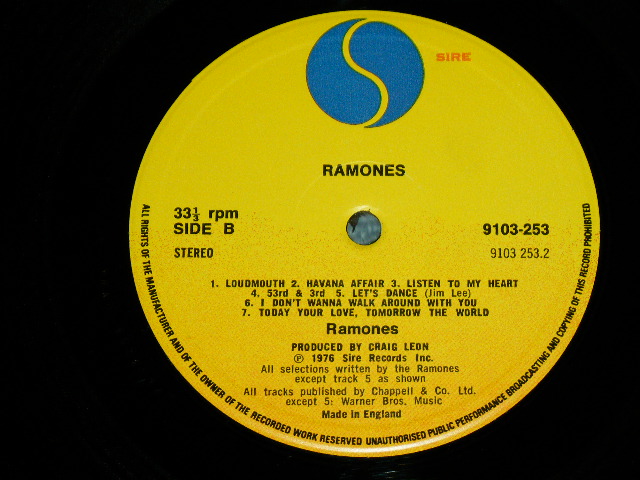 SIRE
RAMONES
33⅓ rpm
SIDE B
9103-253
STEREO
9103 253.2
1. LOUDMOUTH 2. HAVANA AFFAIR 3. LISTEN TO MY HEART
4. 53rd & 3rd 5. LET'S DANCE (Jim Lee)
6. I DON'T WANNA WALK AROUND WITH YOU
7. TODAY YOUR LOVE, TOMORROW THE WORLD
Ramones
PRODUCED BY CRAIG LEON
Ⓟ 1976 Sire Records Inc.
All selections written by the Ramones
except track 5 as shown
All tracks published by Chappell & Co. Ltd.
except 5: Warner Bros. Music
Made in England
ALL RIGHTS OF THE MANUFACTURER AND OF THE OWNER OF THE RECORDED WORK RESERVED UNAUTHORISED PUBLIC PERFORMANCE BROADCASTING AND COPYING OF THIS RECORD PROHIBITED